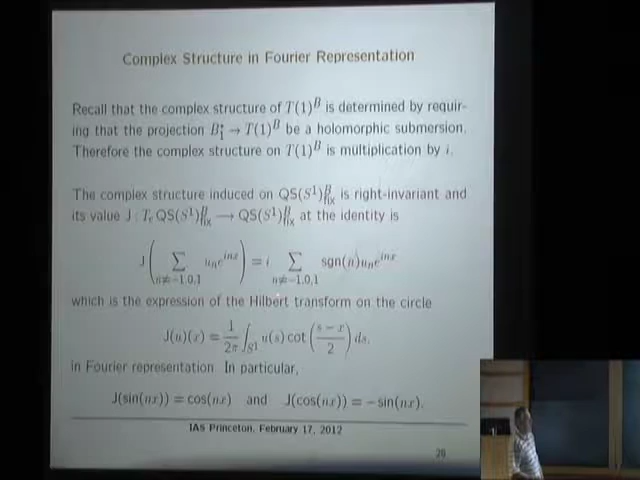 Complex Structure in Fourier Representation
Recall that the complex structure of T(1)^B is determined by requir-
ing that the projection B_1^* → T(1)^B be a holomorphic submersion.
Therefore the complex structure on T(1)^B is multiplication by i.
The complex structure induced on QS(S^1)^B_fix is right-invariant and
its value J : T_e QS(S^1)^B_fix → QS(S^1)^B_fix at the identity is
J( ∑_{n≠−1,0,1} u_n e^{inx} ) = i ∑_{n≠−1,0,1} sgn(n) u_n e^{inx}
which is the expression of the Hilbert transform on the circle
J(u)(x) = 1/2π ∫_{S^1} u(s) cot( (s − x)/2 ) ds,
in Fourier representation. In particular,
J(sin(nx)) = cos(nx) and J(cos(nx)) = −sin(nx).
IAS Princeton, February 17, 2012